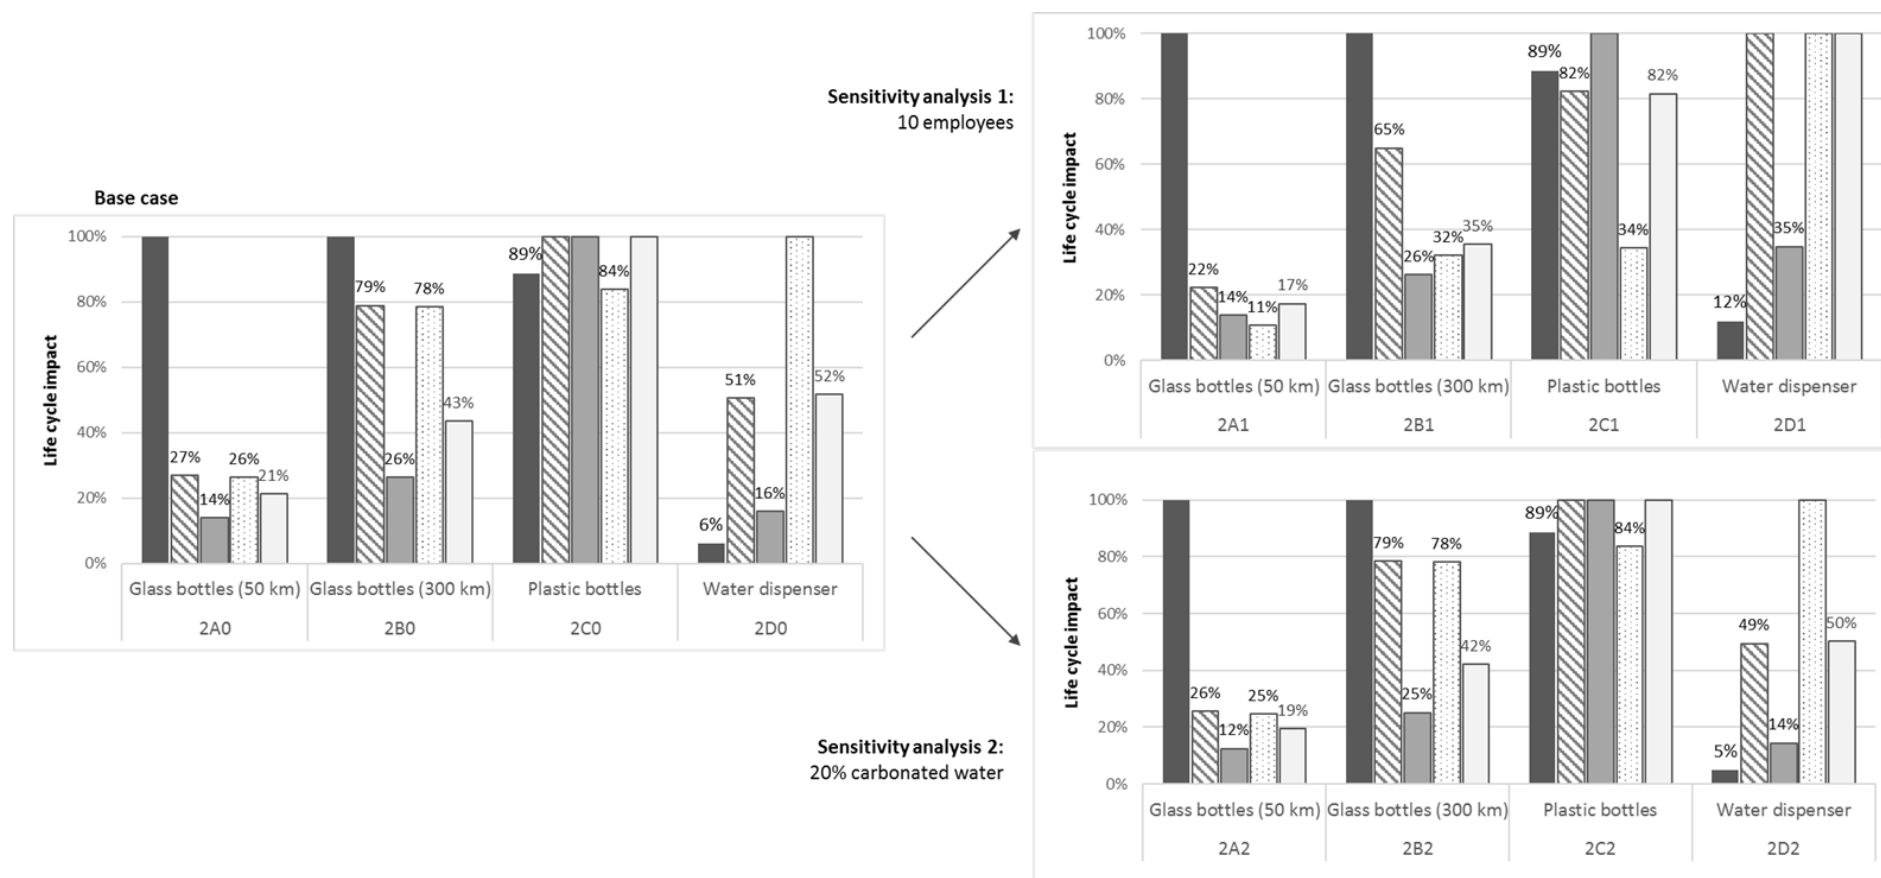 Base case
Life cycle impact
100%
80%
60%
40%
20%
0%
27%
14%
26%
21%
79%
26%
78%
43%
89%
84%
6%
51%
16%
52%
Glass bottles (50 km)
Glass bottles (300 km)
Plastic bottles
Water dispenser
2A0
2B0
2C0
2D0
Sensitivity analysis 1:
10 employees
Life cycle impact
100%
80%
60%
40%
20%
0%
22%
14%
11%
17%
65%
26%
32%
35%
89%
82%
34%
82%
12%
35%
Glass bottles (50 km)
Glass bottles (300 km)
Plastic bottles
Water dispenser
2A1
2B1
2C1
2D1
Sensitivity analysis 2:
20% carbonated water
Life cycle impact
100%
80%
60%
40%
20%
0%
26%
12%
25%
19%
79%
25%
78%
42%
89%
84%
5%
49%
14%
50%
Glass bottles (50 km)
Glass bottles (300 km)
Plastic bottles
Water dispenser
2A2
2B2
2C2
2D2